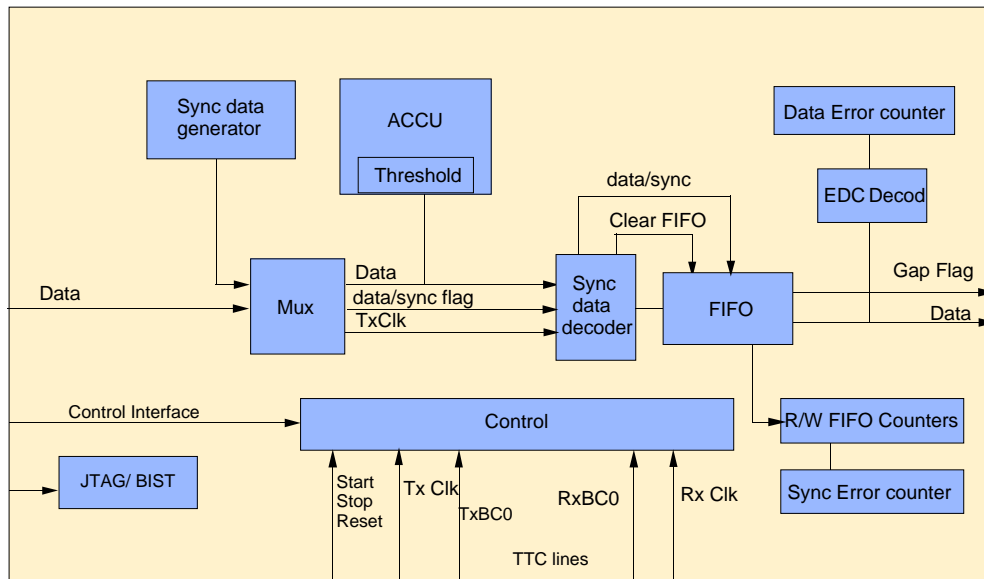 Sync data
generator
ACCU
Threshold
Data Error counter
EDC Decod
data/sync
Clear FIFO
Data
Mux
Data
data/sync flag
TxClk
Sync
data
decoder
FIFO
Gap Flag
Data
Control Interface
Control
R/W FIFO Counters
Sync Error counter
JTAG/ BIST
Start
Stop
Reset
Tx Clk
TxBC0
RxBC0
Rx Clk
TTC lines